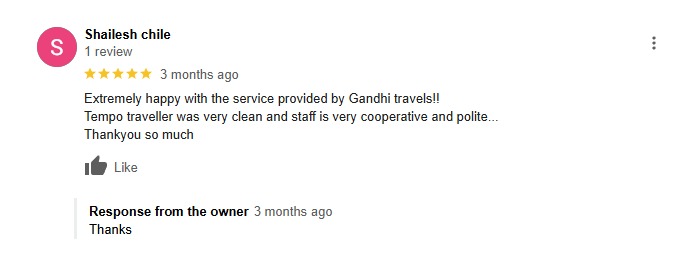 S
Shailesh chile
1 review
3 months ago
Extremely happy with the service provided by Gandhi travels!!
Tempo traveller was very clean and staff is very cooperative and polite...
Thankyou so much
Like
Response from the owner 3 months ago
Thanks